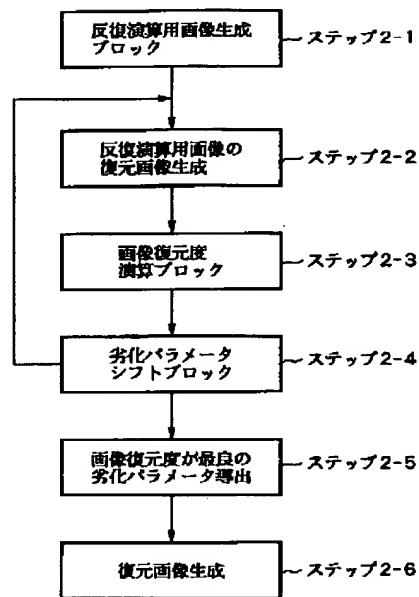 反復演算用画像生成
ブロック
ステップ2-1
反復演算用画像の
復元画像生成
ステップ2-2
画像復元度
演算ブロック
ステップ2-3
劣化パラメータ
シフトブロック
ステップ2-4
画像復元度が最良の
劣化パラメータ導出
ステップ2-5
復元画像生成
ステップ2-6